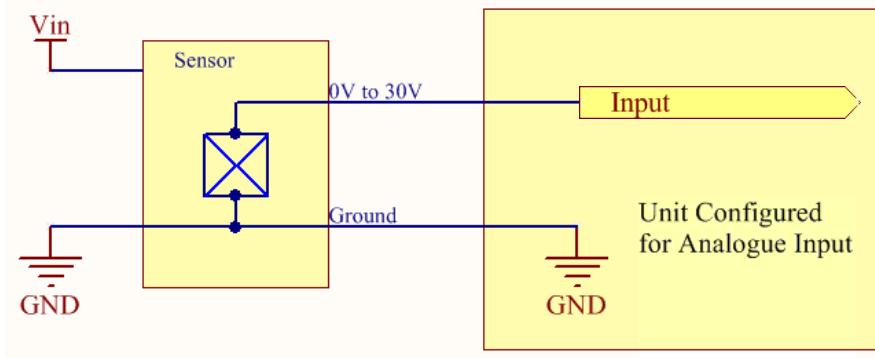 Vin
Sensor
0V to 30V
Input
Ground
Unit Configured
for Analogue Input
GND
GND